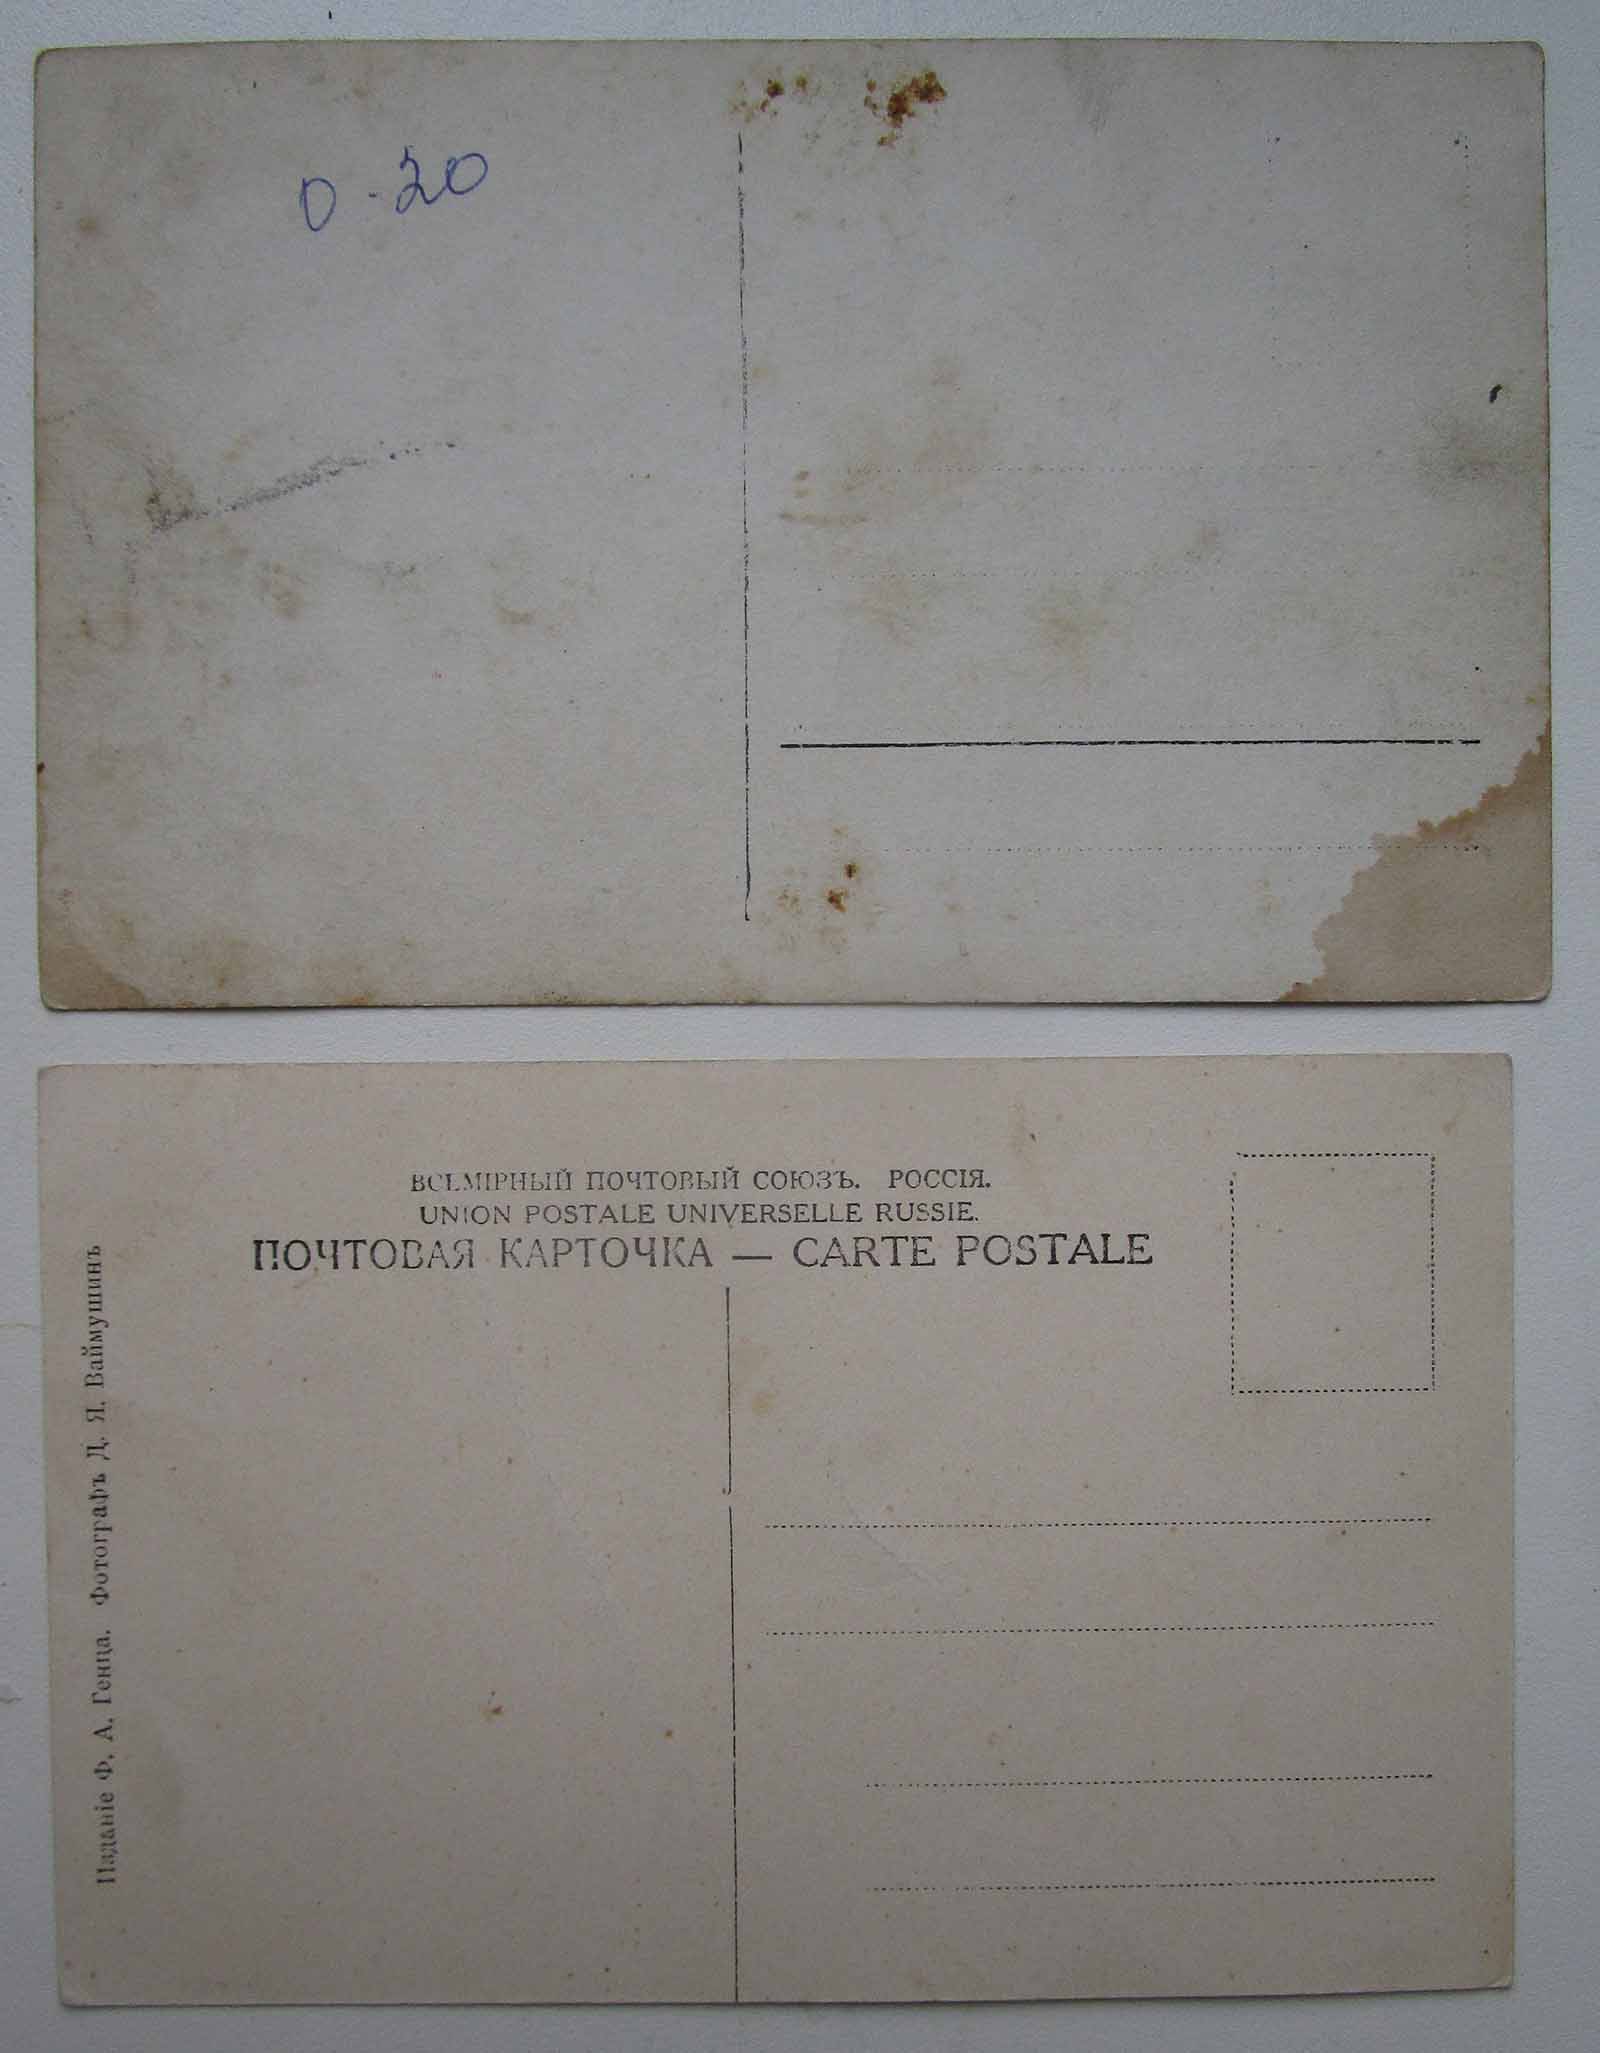 0-20
ВСЕМІРНЫЙ ПОЧТОВЫЙ СОЮЗЪ. РОССІЯ.
UNION POSTALE UNIVERSELLE RUSSIE.
ПОЧТОВАЯ КАРТОЧКА — CARTE POSTALE
Изданіе Ф. А. Генца. Фотографъ Д. Я. Ваймушинъ